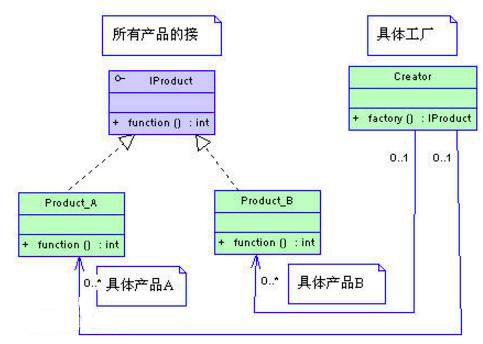 所有产品的接
具体工厂
IProduct
+ function () : int
Creator
+ factory () : IProduct
0..1
0..1
Product_A
+ function () : int
Product_B
+ function () : int
0..*
具体产品A
0..*
具体产品B